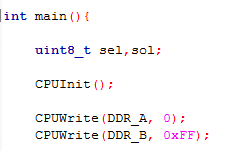 int main(){
uint8_t sel,sol;
CPUInit();
CPUWrite(DDR_A, 0);
CPUWrite(DDR_B, 0xFF);